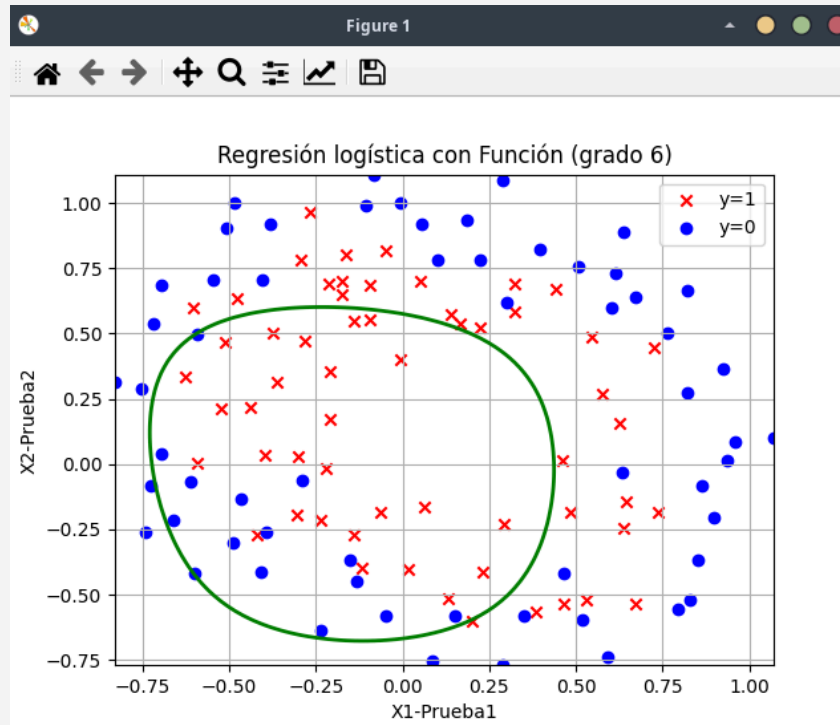 Figure 1
Regresión logística con Función (grado 6)
y=1
y=0
1.00
0.75
0.50
0.25
0.00
−0.25
−0.50
−0.75
X2-Prueba2
−0.75 −0.50 −0.25 0.00 0.25 0.50 0.75 1.00
X1-Prueba1